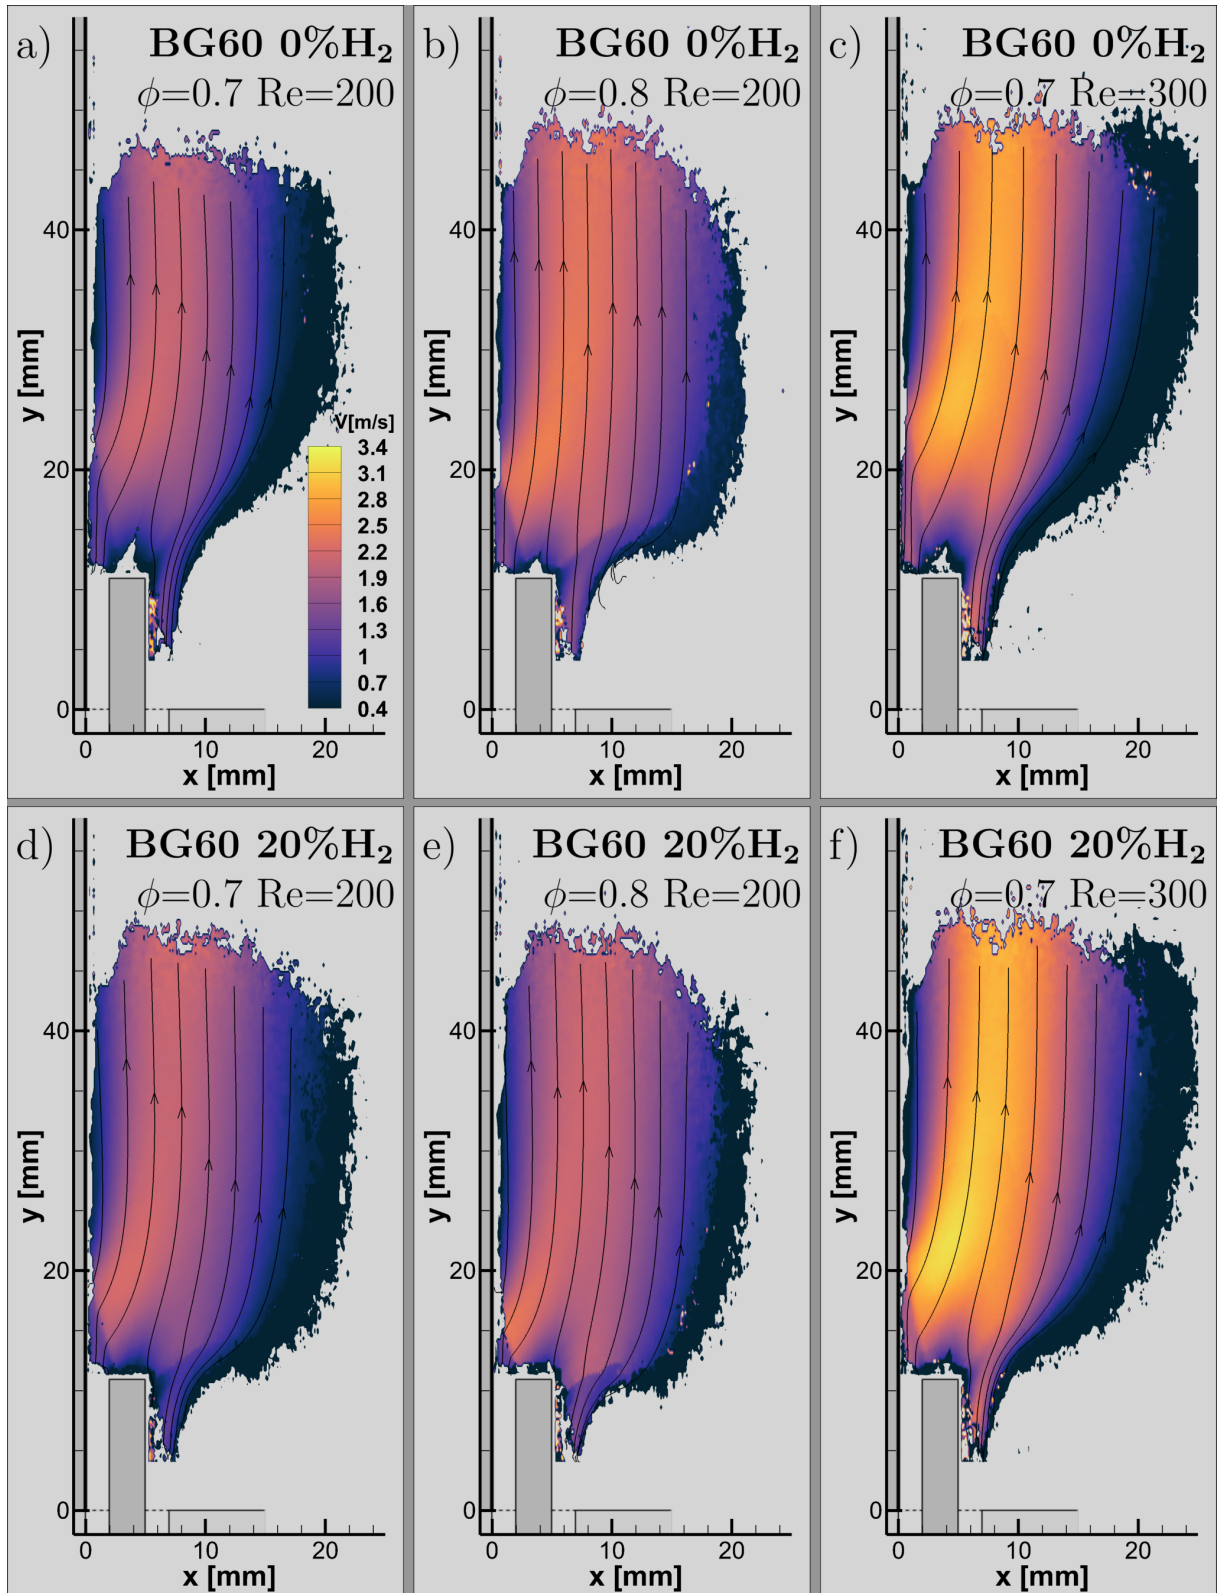 a) BG60 0%H₂
ϕ=0.7 Re=200
y [mm]
40
20
0
V[m/s]
3.4
3.1
2.8
2.5
2.2
1.9
1.6
1.3
1
0.7
0.4
0 10 20
x [mm]
b) BG60 0%H₂
ϕ=0.8 Re=200
y [mm]
40
20
0
0 10 20
x [mm]
c) BG60 0%H₂
ϕ=0.7 Re=300
y [mm]
40
20
0
0 10 20
x [mm]
d) BG60 20%H₂
ϕ=0.7 Re=200
y [mm]
40
20
0
0 10 20
x [mm]
e) BG60 20%H₂
ϕ=0.8 Re=200
y [mm]
40
20
0
0 10 20
x [mm]
f) BG60 20%H₂
ϕ=0.7 Re=300
y [mm]
40
20
0
0 10 20
x [mm]